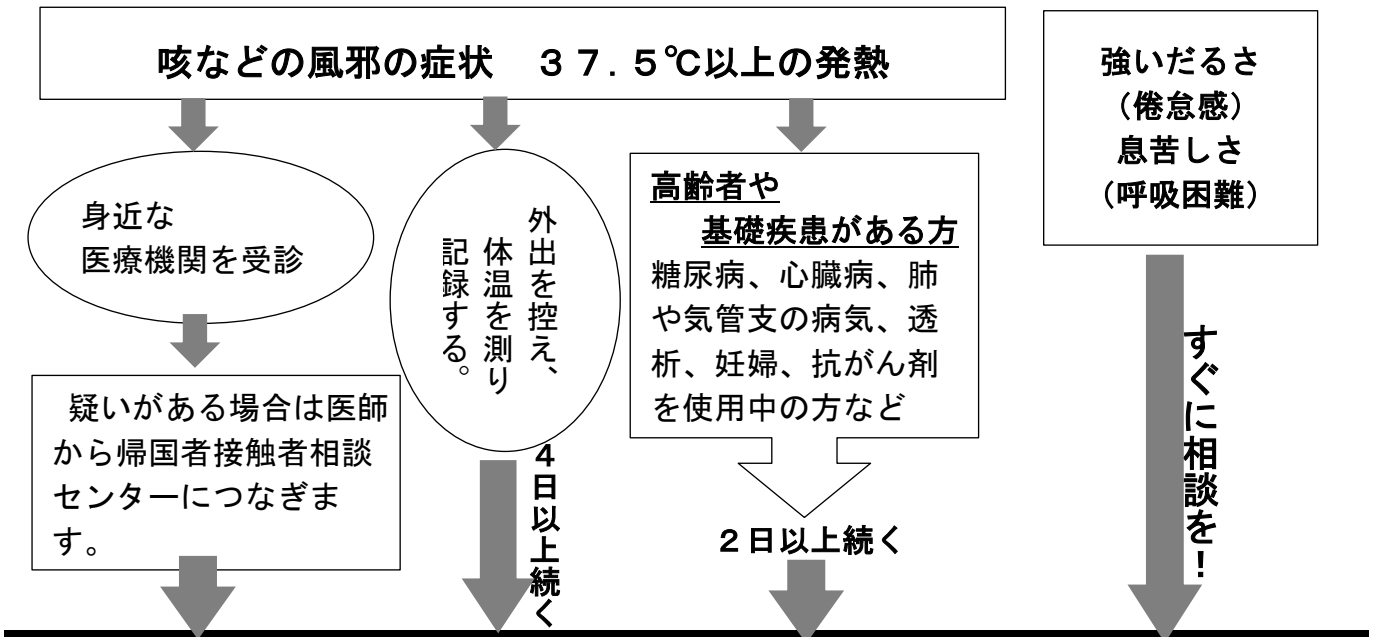 咳などの風邪の症状　３７．５℃以上の発熱
身近な
医療機関を受診
疑いがある場合は医師
から帰国者接触者相談
センターにつなぎま
す。
外出を控え、
体温を測り
記録する。
４日以上続く
高齢者や
基礎疾患がある方
糖尿病、心臓病、肺
や気管支の病気、透
析、妊婦、抗がん剤
を使用中の方など
２日以上続く
強いだるさ
（倦怠感）
息苦しさ
（呼吸困難）
すぐに相談を！